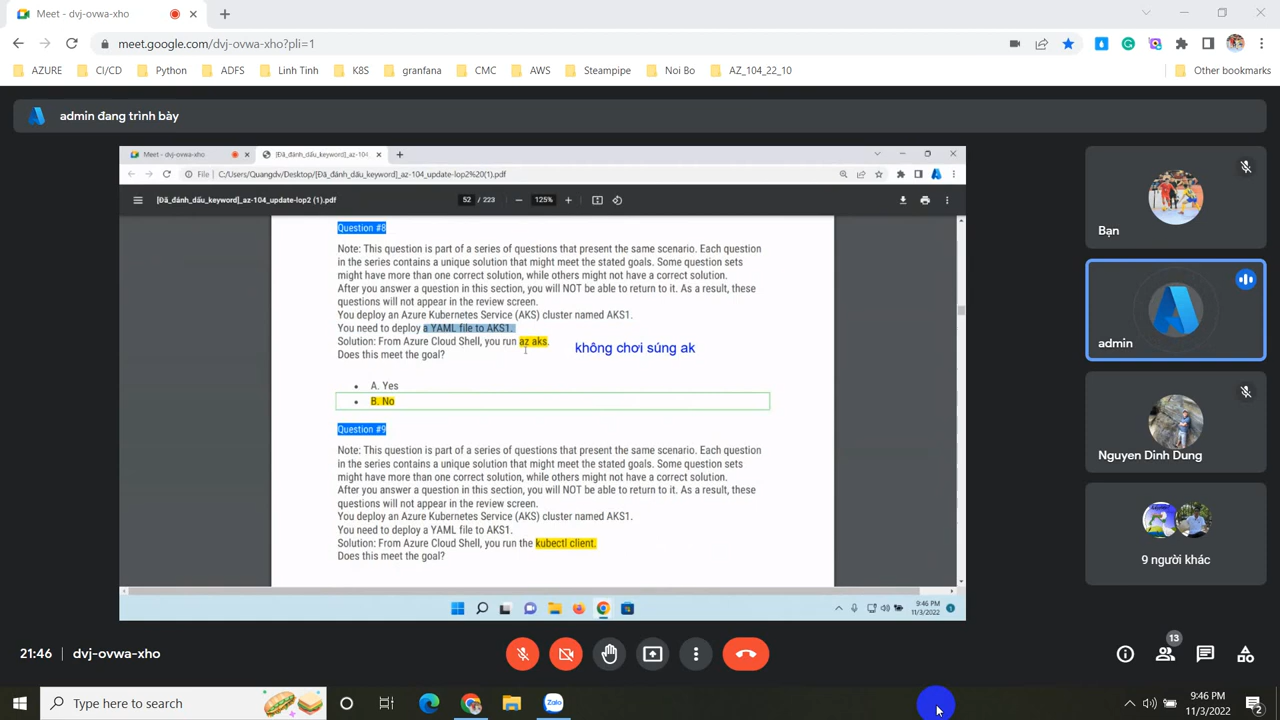 Meet - dvj-ovwa-xho
meet.google.com/dvj-ovwa-xho?pli=1
AZURE CI/CD Python ADFS Linh Tinh K8S granfana CMC AWS Steampipe Noi Bo AZ_104_22_10 Other bookmarks
admin đang trình bày
Meet - dvj-ovwa-xho [Đã_đánh_dấu_keyword]_az-104
File C:/Users/Quangdv/Desktop/[Đã_đánh_dấu_keyword]_az-104_update-lop2%20(1).pdf
[Đã_đánh_dấu_keyword]_az-104_update-lop2 (1).pdf 52 / 223 125%
Question #8
Note: This question is part of a series of questions that present the same scenario. Each question
in the series contains a unique solution that might meet the stated goals. Some question sets
might have more than one correct solution, while others might not have a correct solution.
After you answer a question in this section, you will NOT be able to return to it. As a result, these
questions will not appear in the review screen.
You deploy an Azure Kubernetes Service (AKS) cluster named AKS1.
You need to deploy a YAML file to AKS1.
Solution: From Azure Cloud Shell, you run az aks.
không chơi súng ak
Does this meet the goal?
A. Yes
B. No
Question #9
Note: This question is part of a series of questions that present the same scenario. Each question
in the series contains a unique solution that might meet the stated goals. Some question sets
might have more than one correct solution, while others might not have a correct solution.
After you answer a question in this section, you will NOT be able to return to it. As a result, these
questions will not appear in the review screen.
You deploy an Azure Kubernetes Service (AKS) cluster named AKS1.
You need to deploy a YAML file to AKS1.
Solution: From Azure Cloud Shell, you run the kubectl client.
Does this meet the goal?
9:46 PM
11/3/2022
1
Bạn
admin
Nguyen Dinh Dung
9 người khác
21:46 dvj-ovwa-xho
13
Type here to search
Zalo
9:46 PM
11/3/2022
2